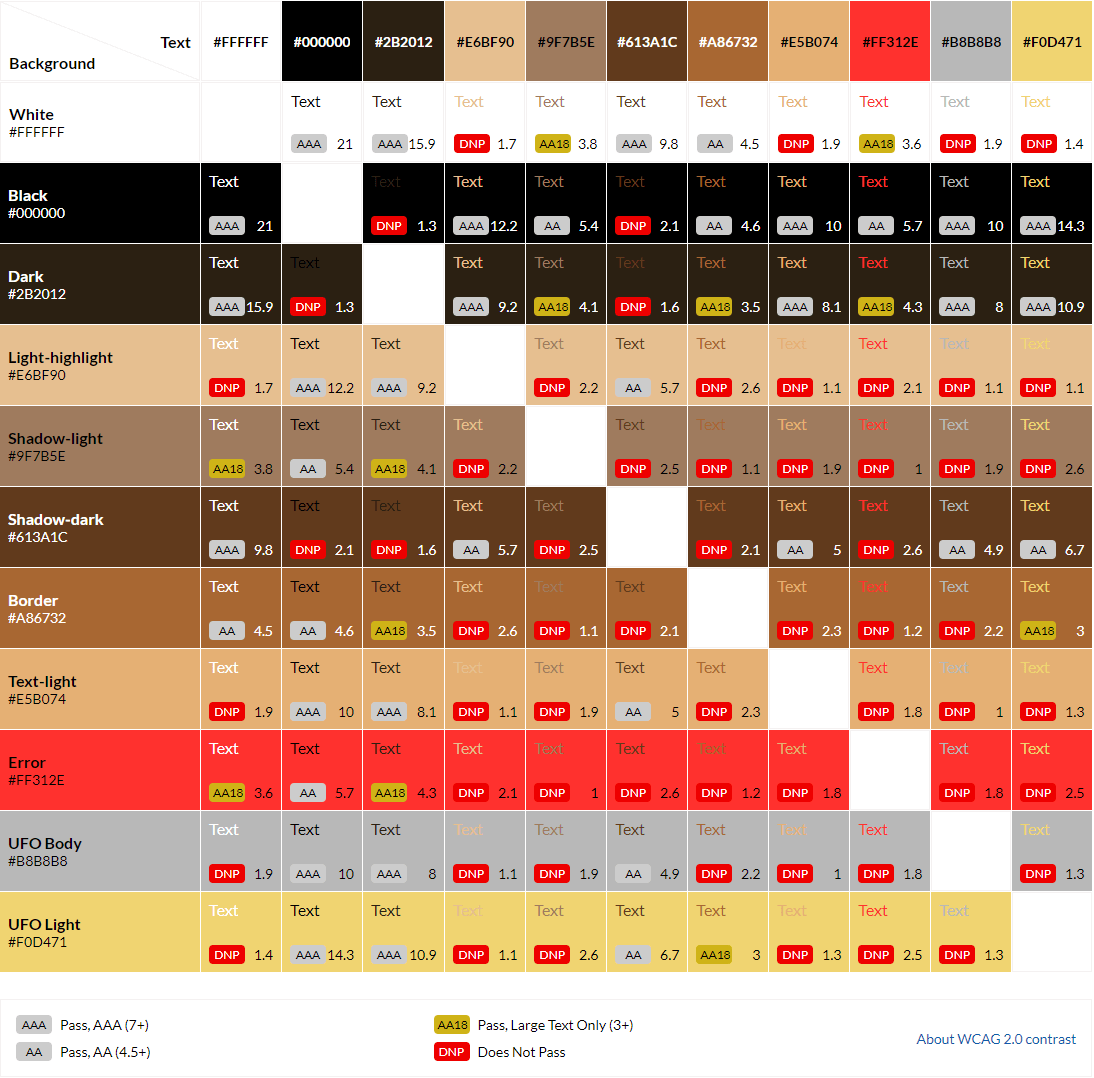 Text #FFFFFF #000000 #2B2012 #E6BF90 #9F7B5E #613A1C #A86732 #E5B074 #FF312E #B8B8B8 #F0D471
Background
White
#FFFFFF
Text Text Text Text Text Text Text Text Text Text
AAA 21 AAA 15.9 DNP 1.7 AA18 3.8 AAA 9.8 AA 4.5 DNP 1.9 AA18 3.6 DNP 1.9 DNP 1.4
Black
#000000
Text Text Text Text Text Text Text Text Text Text
AAA 21 DNP 1.3 AAA 12.2 AA 5.4 DNP 2.1 AA 4.6 AAA 10 AA 5.7 AAA 10 AAA 14.3
Dark
#2B2012
Text Text Text Text Text Text Text Text Text Text
AAA 15.9 DNP 1.3 AAA 9.2 AA18 4.1 DNP 1.6 AA18 3.5 AAA 8.1 AA18 4.3 AAA 8 AAA 10.9
Light-highlight
#E6BF90
Text Text Text Text Text Text Text Text Text Text
DNP 1.7 AAA 12.2 AAA 9.2 DNP 2.2 AA 5.7 DNP 2.6 DNP 1.1 DNP 2.1 DNP 1.1 DNP 1.1
Shadow-light
#9F7B5E
Text Text Text Text Text Text Text Text Text Text
AA18 3.8 AA 5.4 AA18 4.1 DNP 2.2 DNP 2.5 DNP 1.1 DNP 1.9 DNP 1 DNP 1.9 DNP 2.6
Shadow-dark
#613A1C
Text Text Text Text Text Text Text Text Text Text
AAA 9.8 DNP 2.1 DNP 1.6 AA 5.7 DNP 2.5 DNP 2.1 AA 5 DNP 2.6 AA 4.9 AA 6.7
Border
#A86732
Text Text Text Text Text Text Text Text Text Text
AA 4.5 AA 4.6 AA18 3.5 DNP 2.6 DNP 1.1 DNP 2.1 DNP 2.3 DNP 1.2 DNP 2.2 AA18 3
Text-light
#E5B074
Text Text Text Text Text Text Text Text Text Text
DNP 1.9 AAA 10 AAA 8.1 DNP 1.1 DNP 1.9 AA 5 DNP 2.3 DNP 1.8 DNP 1 DNP 1.3
Error
#FF312E
Text Text Text Text Text Text Text Text Text Text
AA18 3.6 AA 5.7 AA18 4.3 DNP 2.1 DNP 1 DNP 2.6 DNP 1.2 DNP 1.8 DNP 1.8 DNP 2.5
UFO Body
#B8B8B8
Text Text Text Text Text Text Text Text Text Text
DNP 1.9 AAA 10 AAA 8 DNP 1.1 DNP 1.9 AA 4.9 DNP 2.2 DNP 1 DNP 1.8 DNP 1.3
UFO Light
#F0D471
Text Text Text Text Text Text Text Text Text Text
DNP 1.4 AAA 14.3 AAA 10.9 DNP 1.1 DNP 2.6 AA 6.7 AA18 3 DNP 1.3 DNP 2.5 DNP 1.3
AAA Pass, AAA (7+)
AA Pass, AA (4.5+)
AA18 Pass, Large Text Only (3+)
DNP Does Not Pass
About WCAG 2.0 contrast